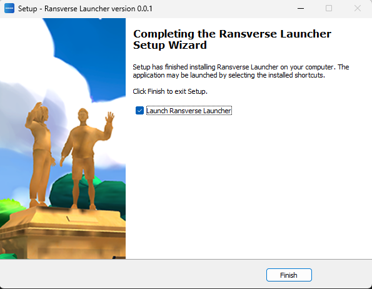 Setup - Ransverse Launcher version 0.0.1
Completing the Ransverse Launcher
Setup Wizard
Setup has finished installing Ransverse Launcher on your computer. The
application may be launched by selecting the installed shortcuts.
Click Finish to exit Setup.
Launch Ransverse Launcher
Finish